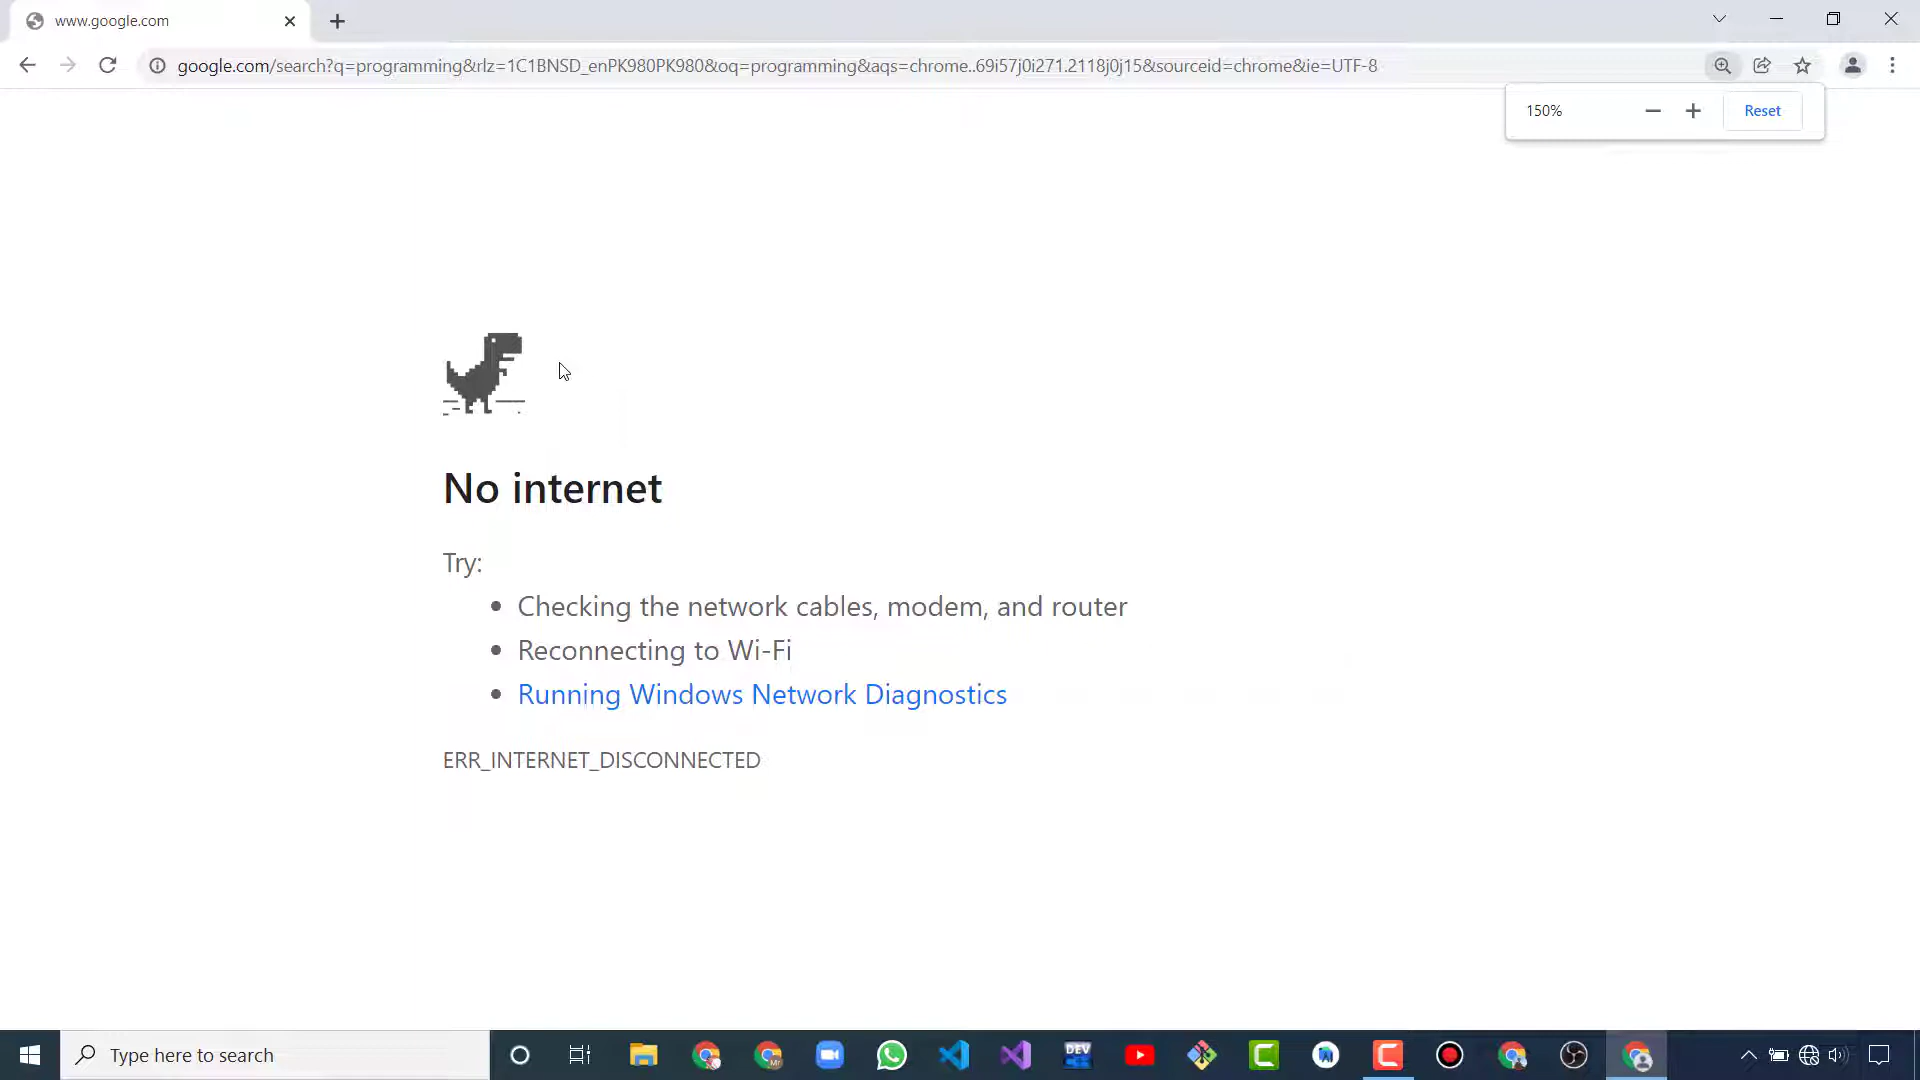 www.google.com
google.com/search?q=programming&rlz=1C1BNSD_enPK980PK980&oq=programming&aqs=chrome..69i57j0i271.2118j0j15&sourceid=chrome&ie=UTF-8
150%
Reset
No internet
Try:
Checking the network cables, modem, and router
Reconnecting to Wi-Fi
Running Windows Network Diagnostics
ERR_INTERNET_DISCONNECTED
Type here to search
DEV